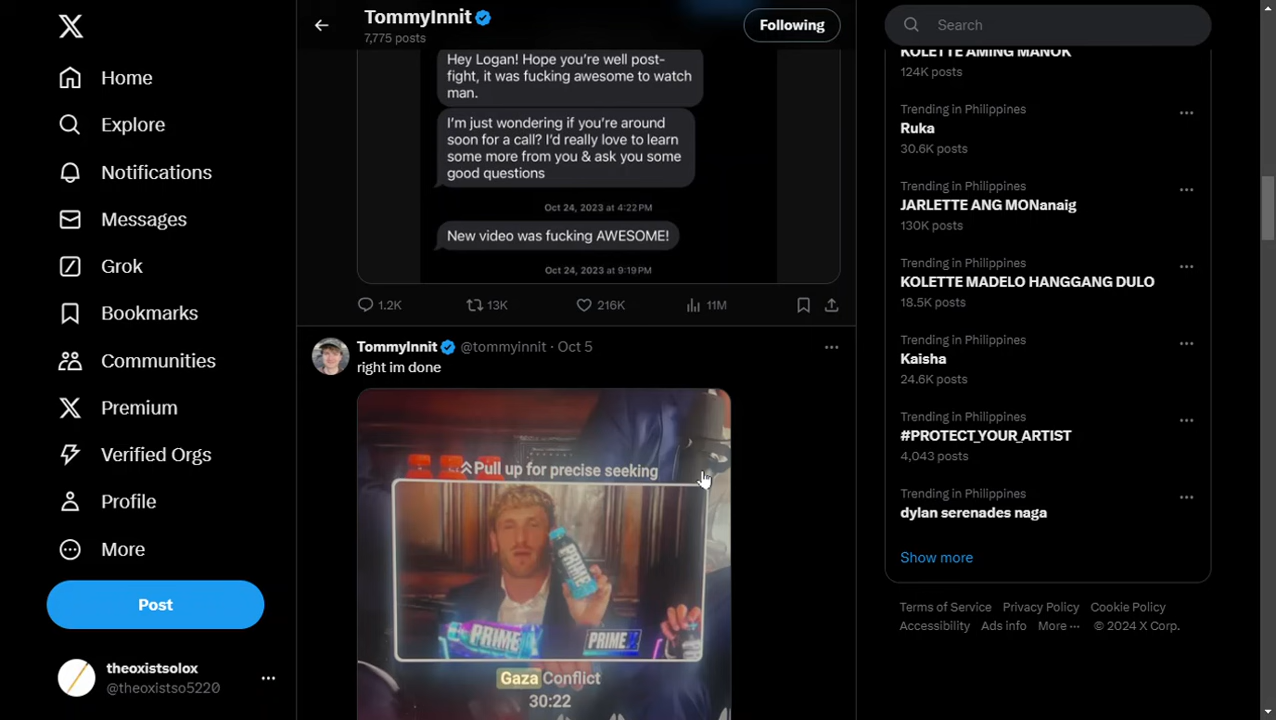 TommyInnit
7,775 posts
Following
Search
Home
Explore
Notifications
Messages
Grok
Bookmarks
Communities
Premium
Verified Orgs
Profile
More
Post
theoxistsolox
@theoxistso5220
Hey Logan! Hope you're well post-
fight, it was fucking awesome to watch
man.
I'm just wondering if you're around
soon for a call? I'd really love to learn
some more from you & ask you some
good questions
Oct 24, 2023 at 4:22PM
New video was fucking AWESOME!
Oct 24, 2023 at 9:19PM
1.2K 13K 216K 11M
TommyInnit @tommyinnit · Oct 5
right im done
Pull up for precise seeking
PRIME
PRIME PRIME X
Gaza Conflict
30:22
KOLETTE AMING MANOK
124K posts
Trending in Philippines
Ruka
30.6K posts
Trending in Philippines
JARLETTE ANG MONanaig
130K posts
Trending in Philippines
KOLETTE MADELO HANGGANG DULO
18.5K posts
Trending in Philippines
Kaisha
24.6K posts
Trending in Philippines
#PROTECT_YOUR_ARTIST
4,043 posts
Trending in Philippines
dylan serenades naga
Show more
Terms of Service Privacy Policy Cookie Policy
Accessibility Ads info More ··· © 2024 X Corp.